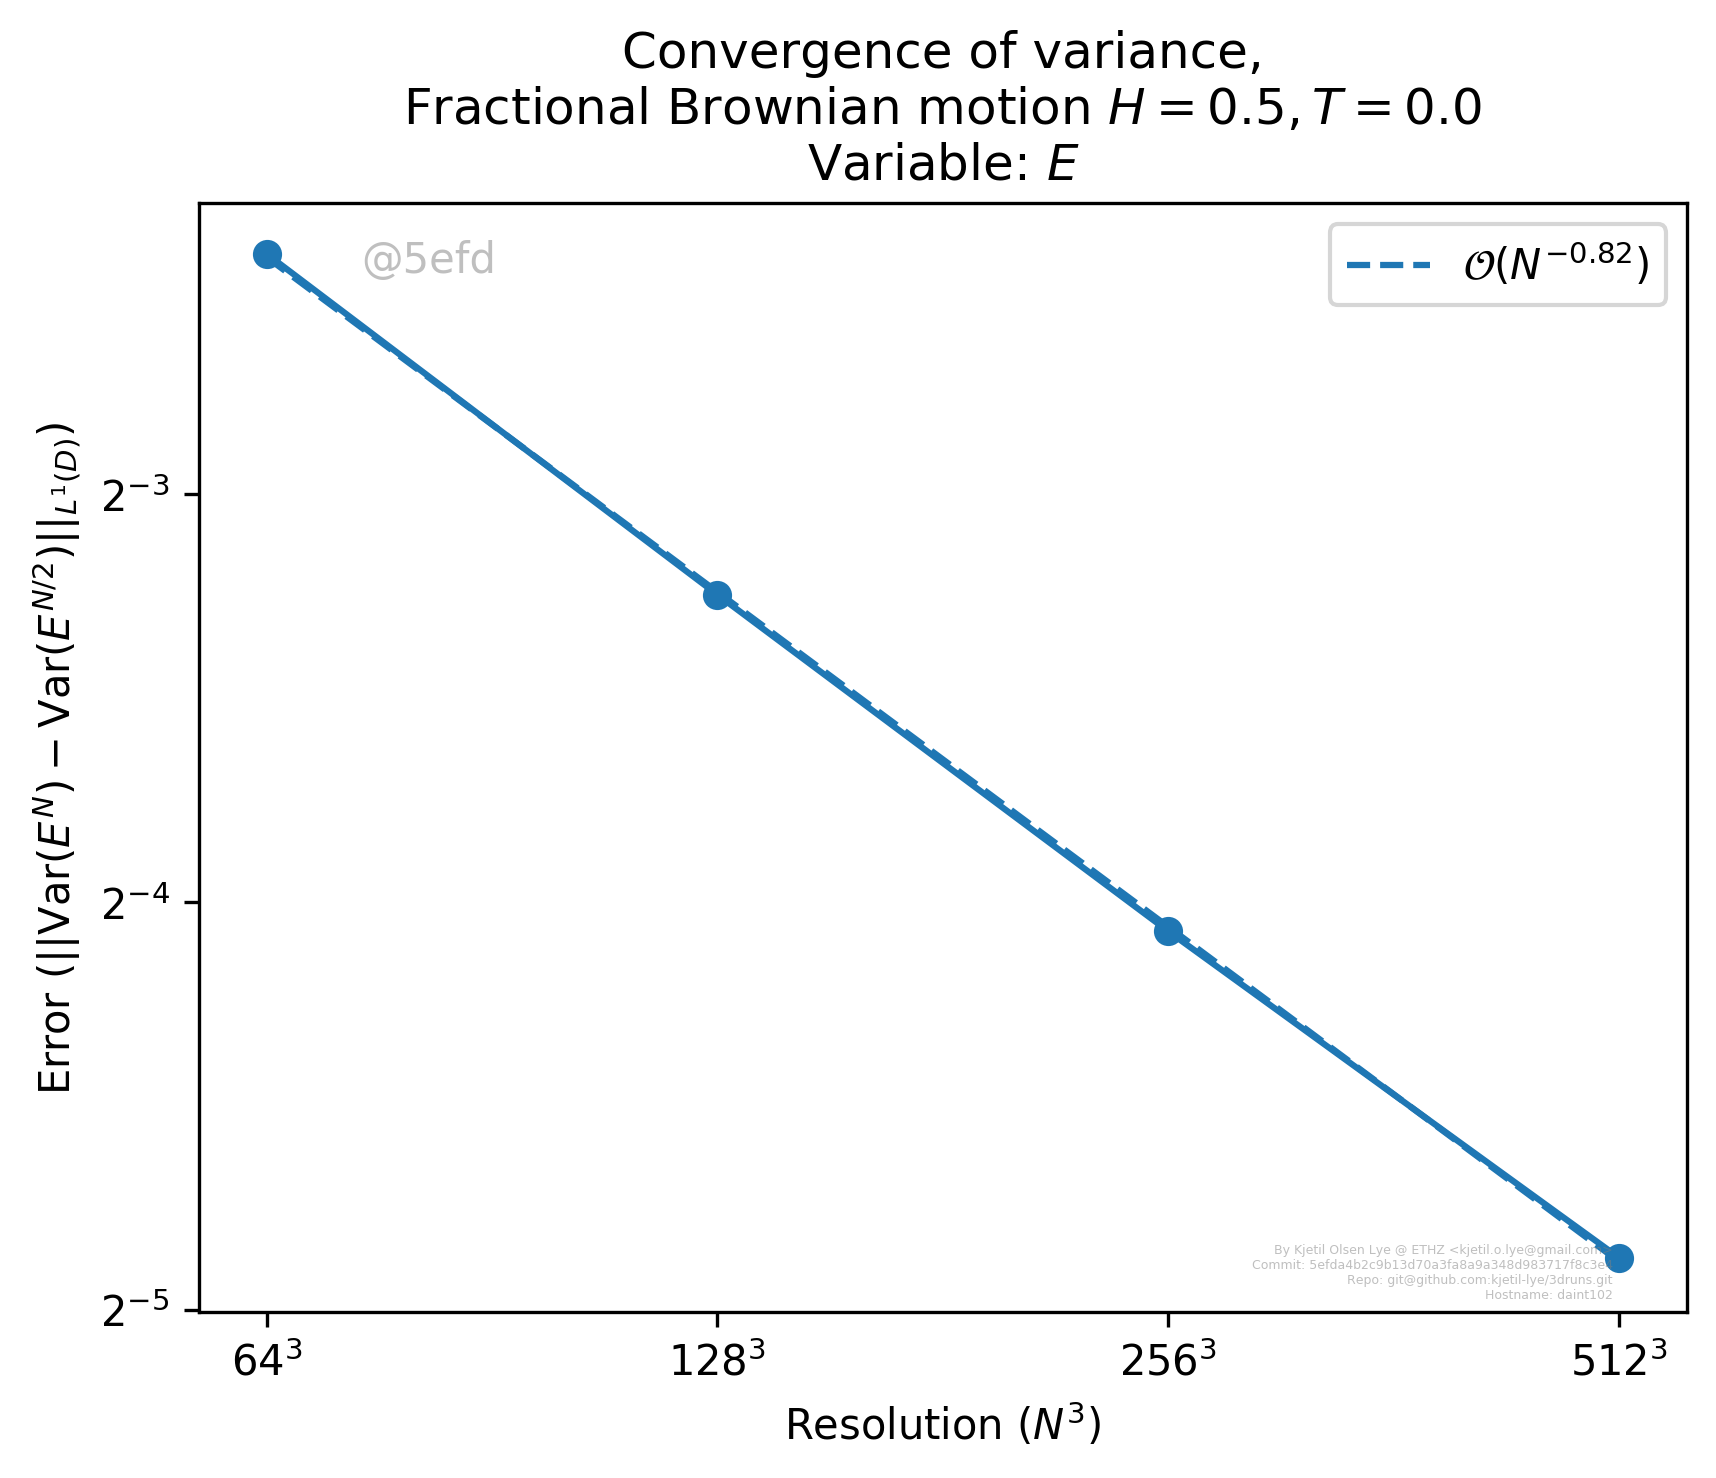 Convergence of variance,
Fractional Brownian motion H = 0.5, T = 0.0
Variable: E
@5efd
𝒪(N^{-0.82})
Error (||Var(E^N) − Var(E^{N/2})||_{L^1(D)})
2^{-3}
2^{-4}
2^{-5}
By Kjetil Olsen Lye @ ETHZ <kjetil.o.lye@gmail.com>
Repo: git@github.com:kjetil-lye/3druns.git
Hostname: daint102
64^3 128^3 256^3 512^3
Resolution (N^3)